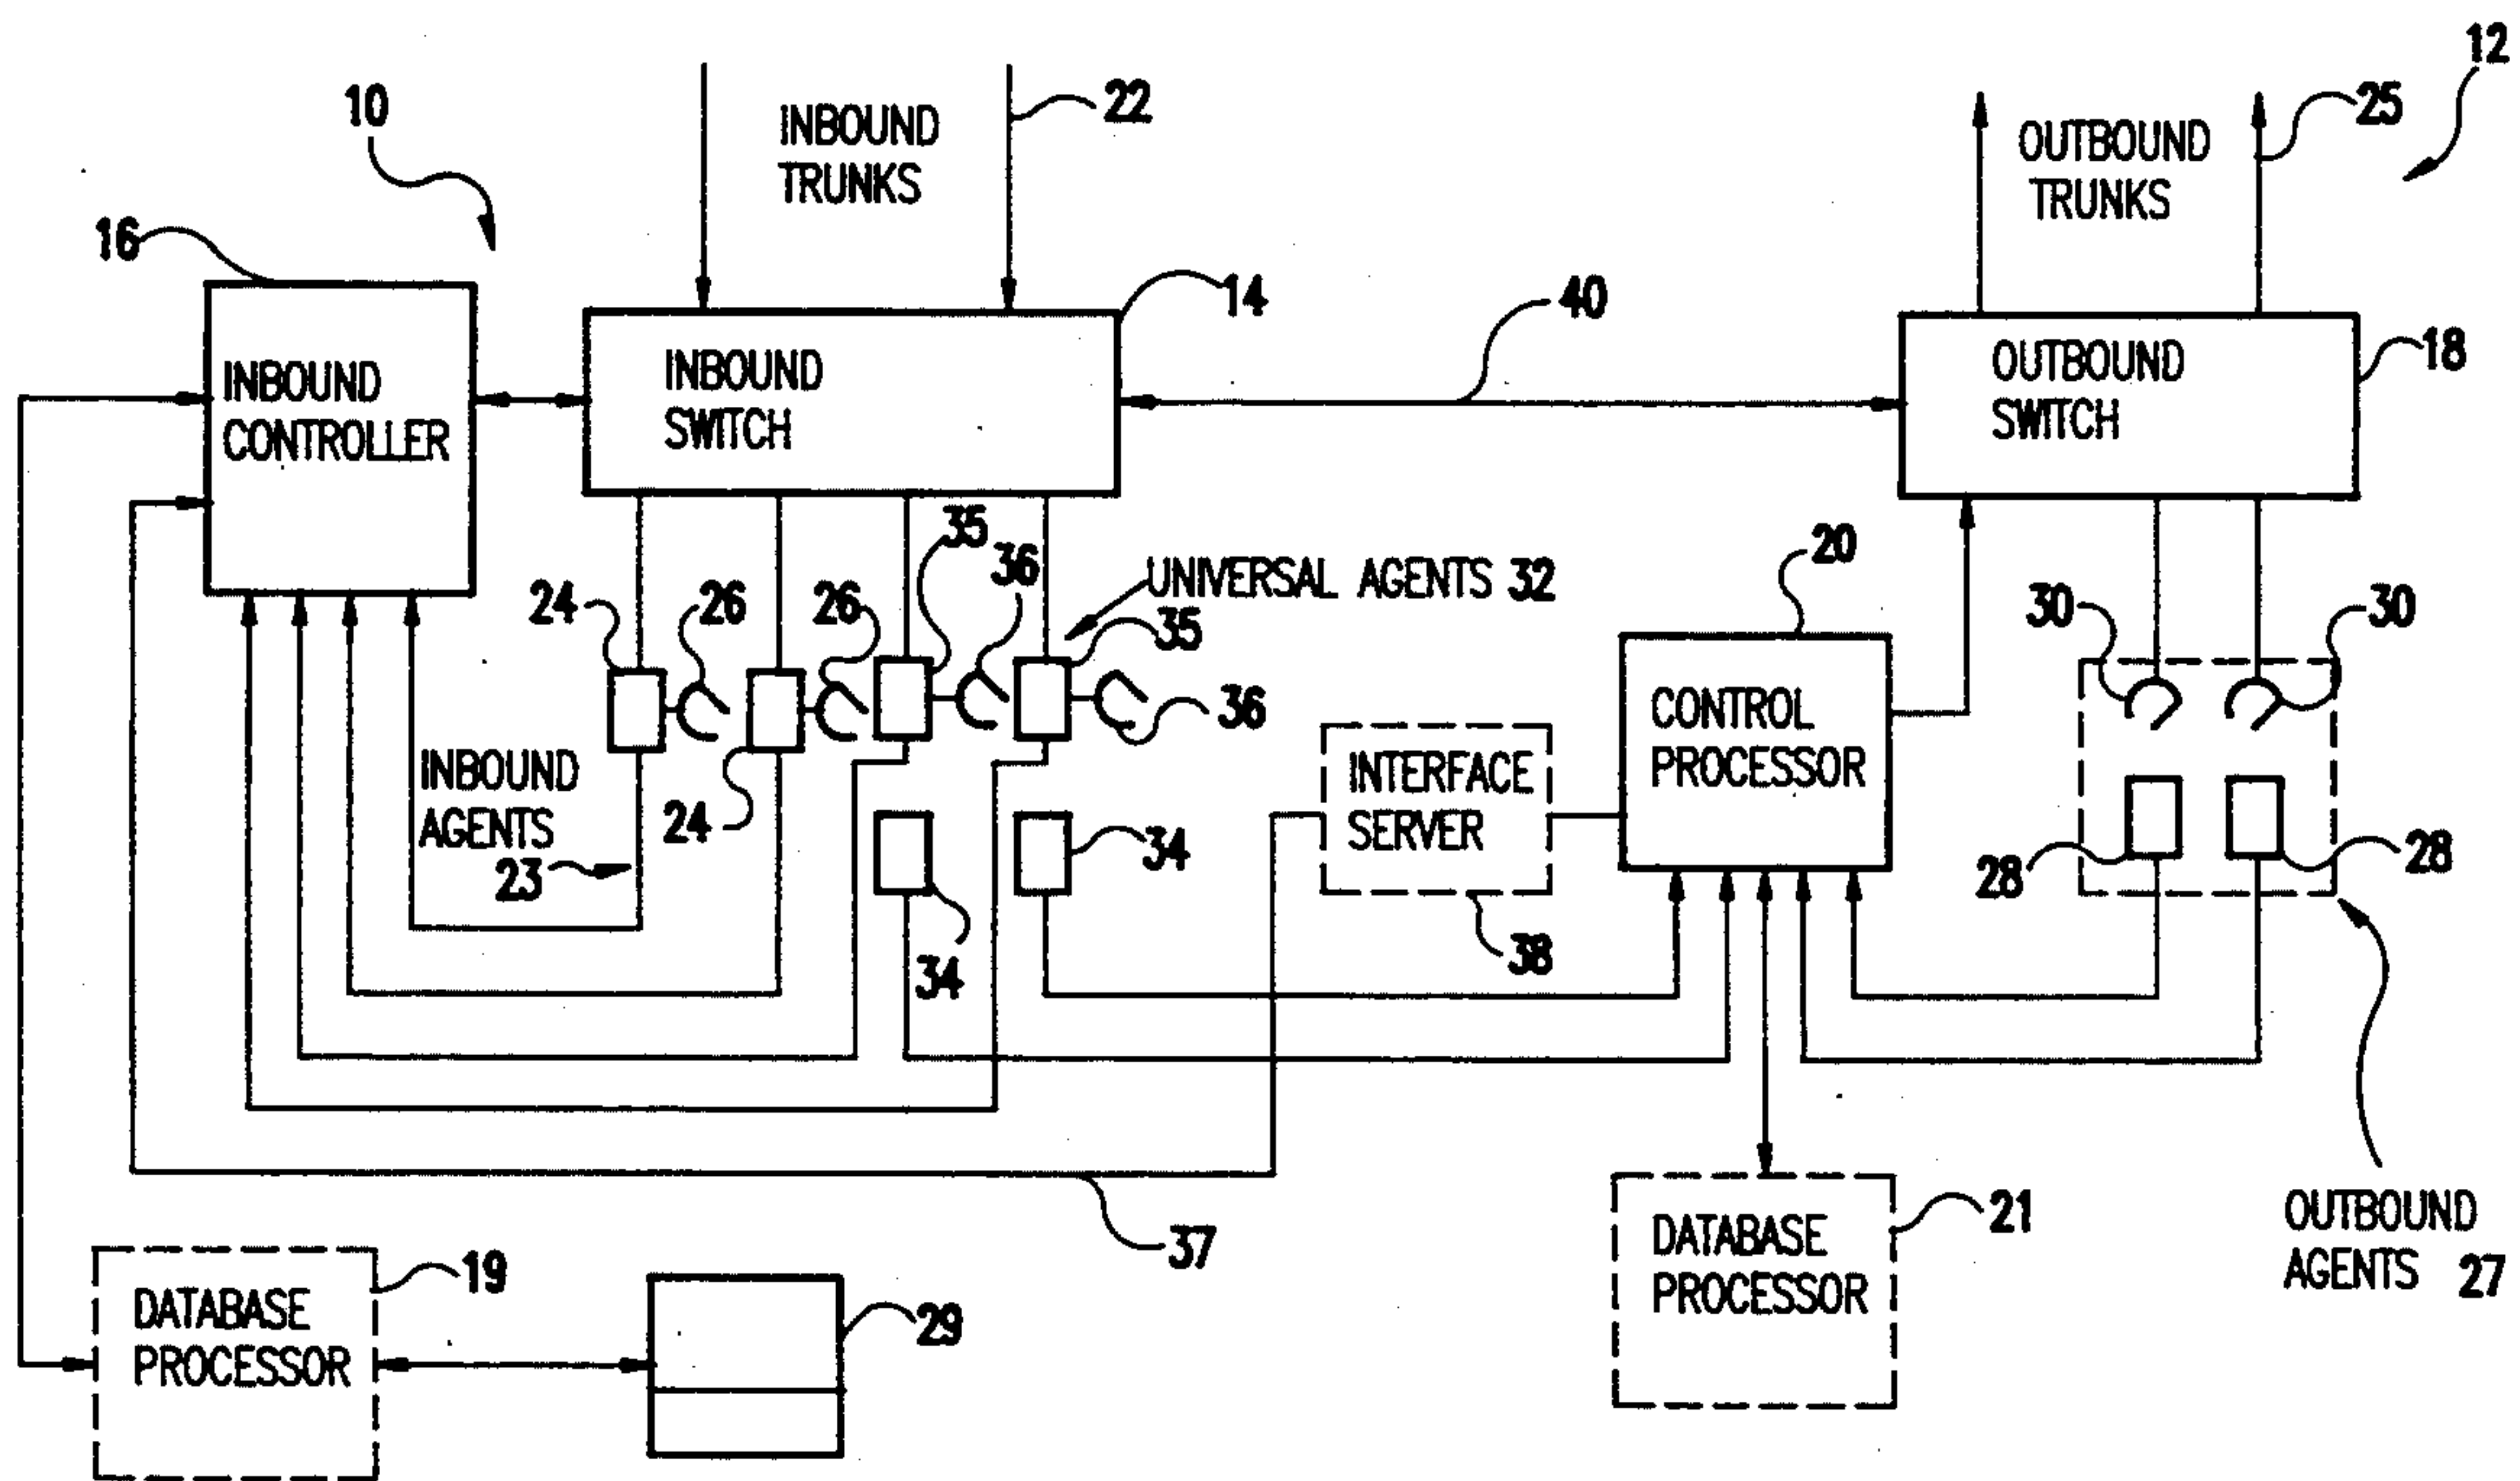 12
10
INBOUND
TRUNKS
22
OUTBOUND
TRUNKS
25
16
14
40
18
INBOUND
CONTROLLER
INBOUND
SWITCH
OUTBOUND
SWITCH
35
36
UNIVERSAL AGENTS 32
20
24
26
26
35
30
30
36
INBOUND
AGENTS
23
24
INTERFACE
SERVER
CONTROL
PROCESSOR
34
28
28
34
38
37
DATABASE
PROCESSOR
21
OUTBOUND
AGENTS 27
DATABASE
PROCESSOR
19
29